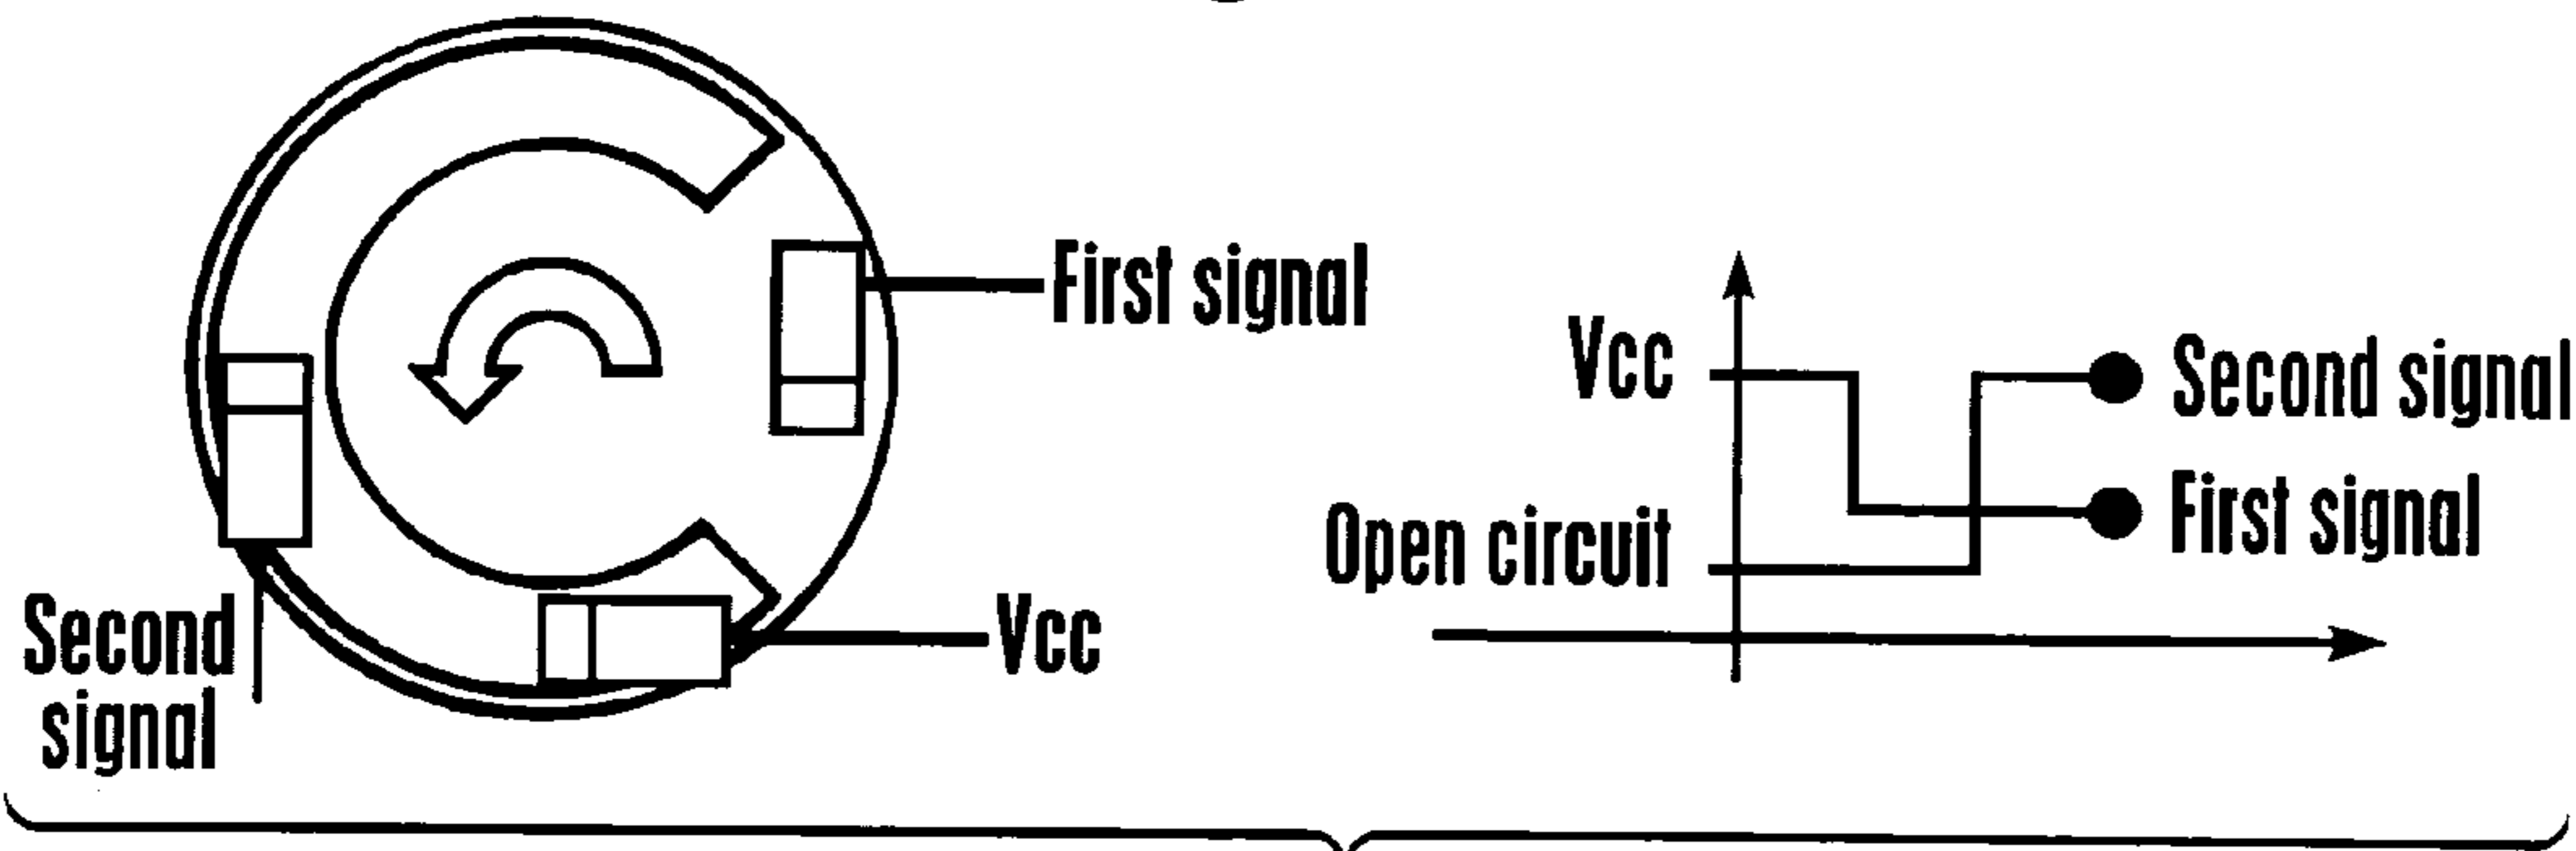 First signal
Second
signal
Vcc
Vcc
Open circuit
Second signal
First signal